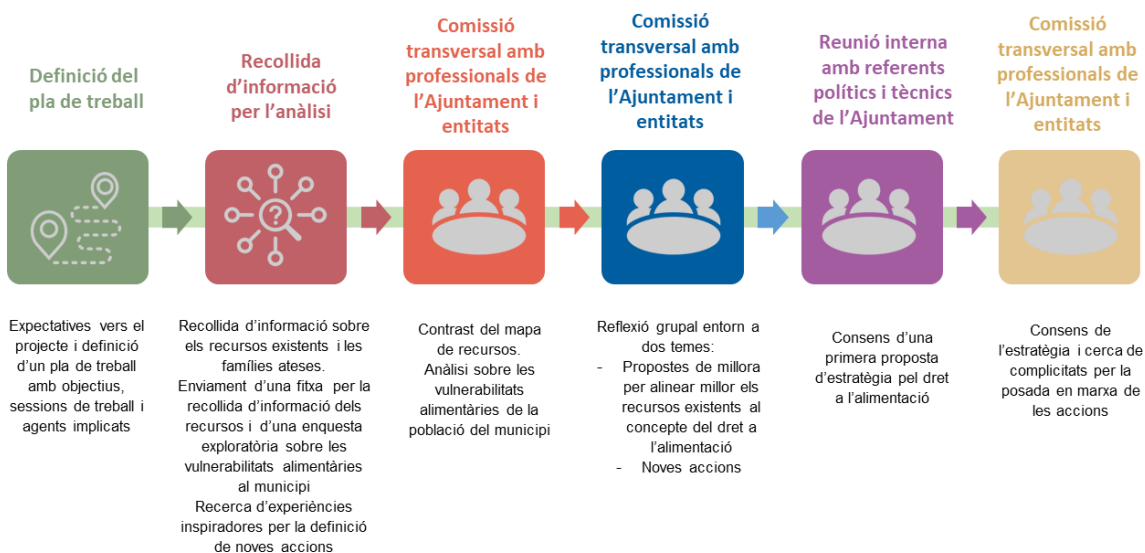 Definició del
pla de treball
Expectatives vers el
projecte i definició
d’un pla de treball
amb objectius,
sessions de treball i
agents implicats
Recollida
d’informació
per l’anàlisi
?
Recollida d’informació sobre
els recursos existents i les
famílies ateses.
Enviament d’una fitxa per la
recollida d’informació dels
recursos i d’una enquesta
exploratória sobre les
vulnerabilitats alimentàries
al municipi
Recerca d’experiències
inspiradores per la definició
de noves accions
Comissió
transversal amb
professionals de
l’Ajuntament i
entitats
Contrast del mapa
de recursos.
Anàlisi sobre les
vulnerabilitats
alimentàries de la
població del municipi
Comissió
transversal amb
professionals de
l’Ajuntament i
entitats
Reflexió grupal entorn a
dos temes:
- Propostes de millora
per alinear millor els
recursos existents al
concepte del dret a
l’alimentació
- Noves accions
Reunió interna
amb referents
polítics i tècnics
de l’Ajuntament
Consens d’una
primera proposta
d’estratègia pel dret
a l’alimentació
Comissió
transversal amb
professionals de
l’Ajuntament i
entitats
Consens de
l’estratègia i cerca de
complicitats per la
posada en marxa de
les accions